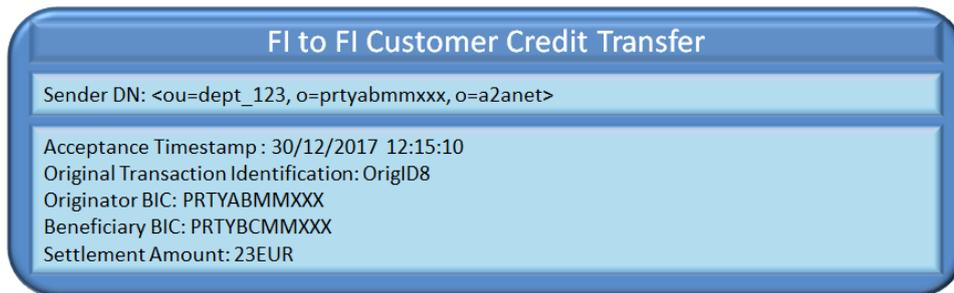 FI to FI Customer Credit Transfer
Sender DN: <ou=dept_123, o=prtyabmmxxx, o=a2anet>
Acceptance Timestamp : 30/12/2017 12:15:10
Original Transaction Identification: OrigID8
Originator BIC: PRTYABMMXXX
Beneficiary BIC: PRTYBCMMXXX
Settlement Amount: 23EUR